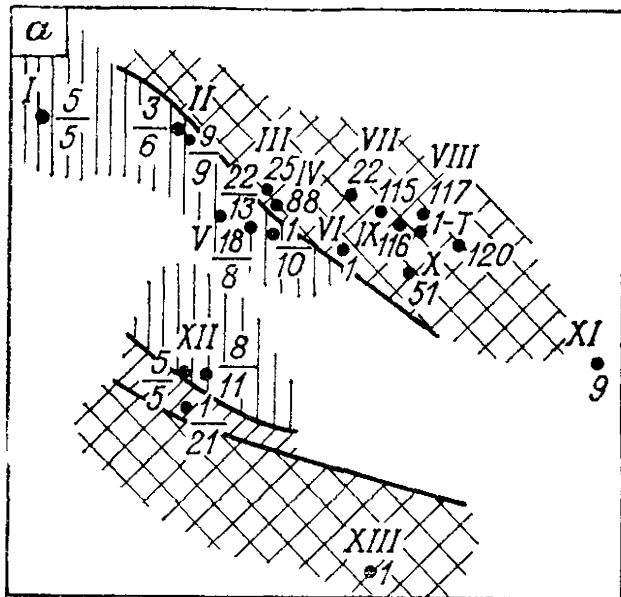 а
I
5/5
3/6
II
9/9
III
25
IV
88
22/13
V
18/8
1/10
VI
1
VII
22
115
VIII
117
IX
116
1-Т
X
51
120
XI
9
XII
5/5
8/11
1/21
XIII
1